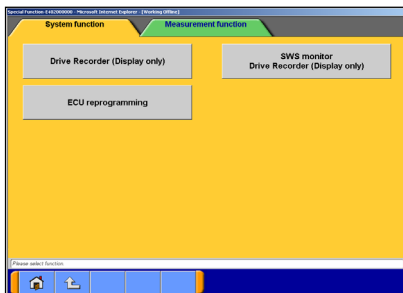 Special Function-E462000000 - Microsoft Internet Explorer - [Working Offline]
System function
Measurement function
Drive Recorder (Display only)
SWS monitor
Drive Recorder (Display only)
ECU reprogramming
Please select function.